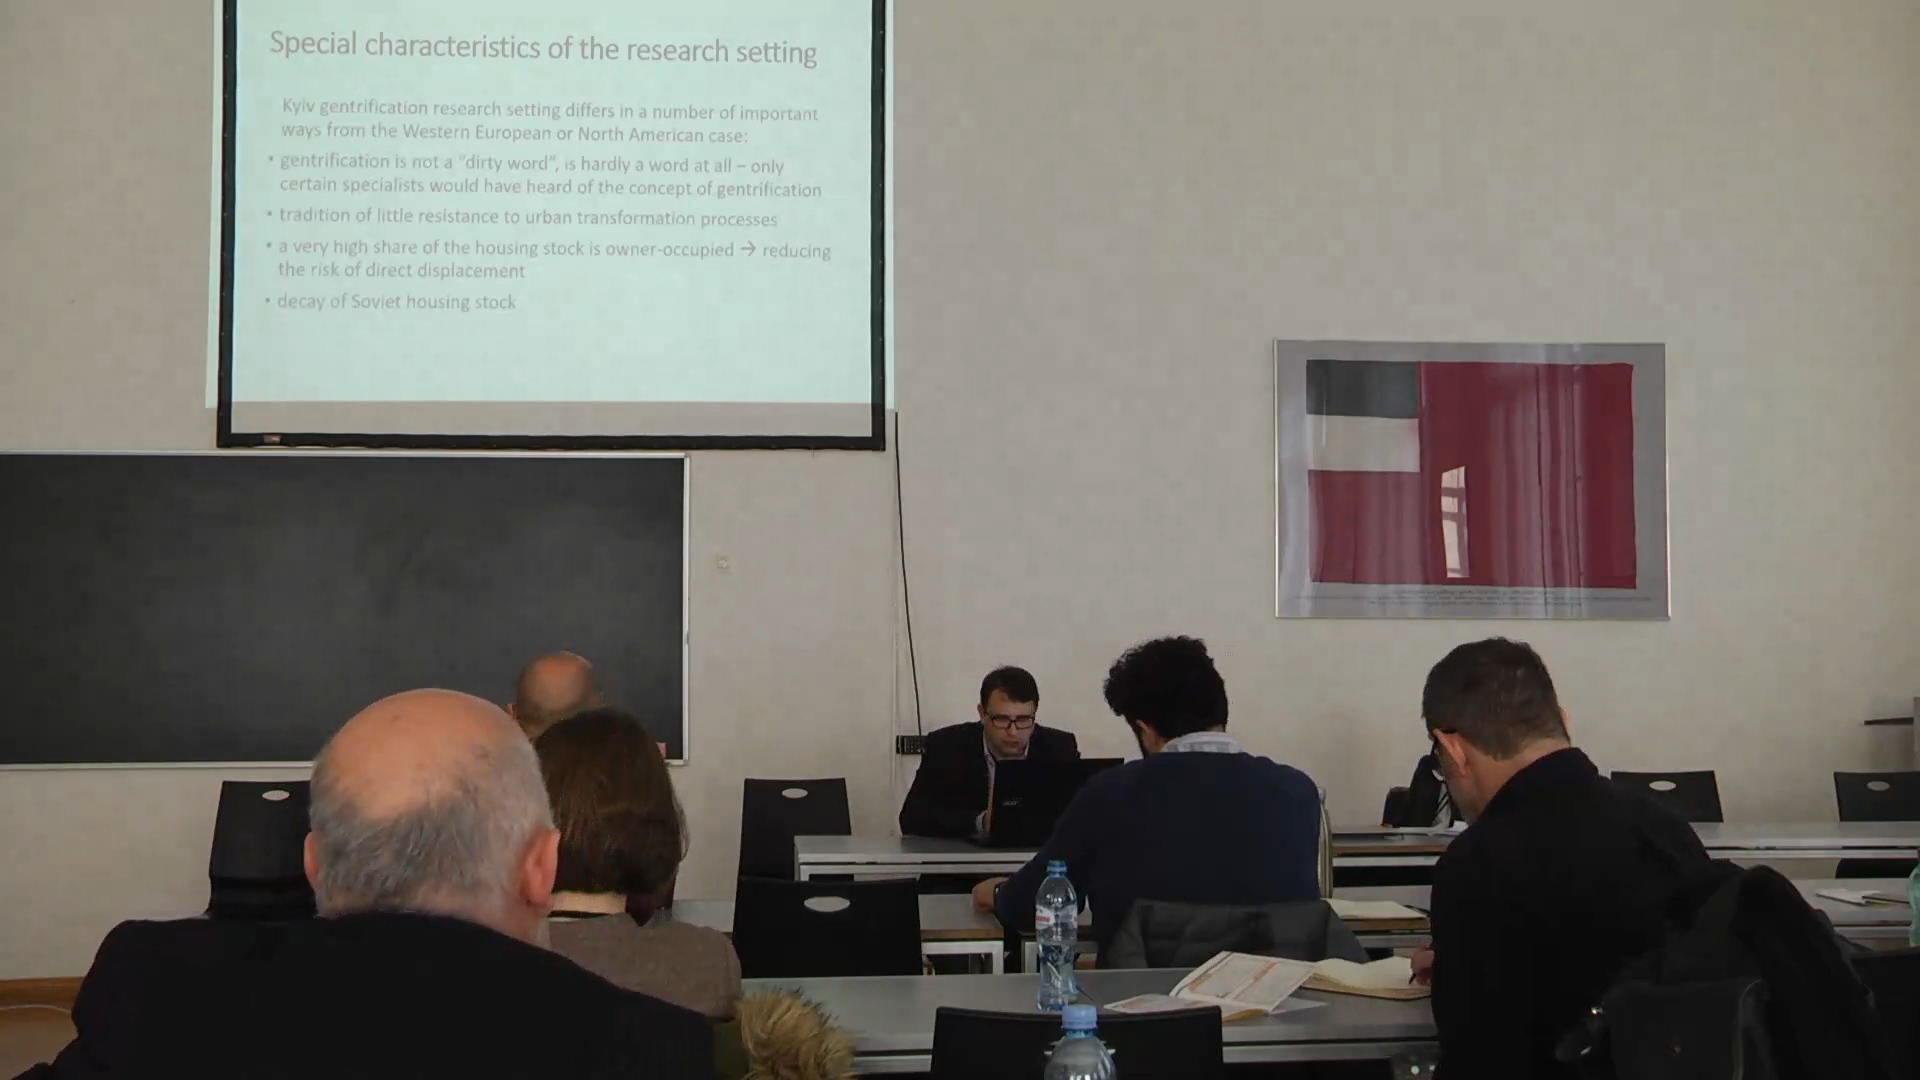 Special characteristics of the research setting
Kyiv gentrification research setting differs in a number of important
ways from the Western European or North American case:
• gentrification is not a "dirty word", is hardly a word at all – only
certain specialists would have heard of the concept of gentrification
• tradition of little resistance to urban transformation processes
• a very high share of the housing stock is owner-occupied → reducing
the risk of direct displacement
• decay of Soviet housing stock